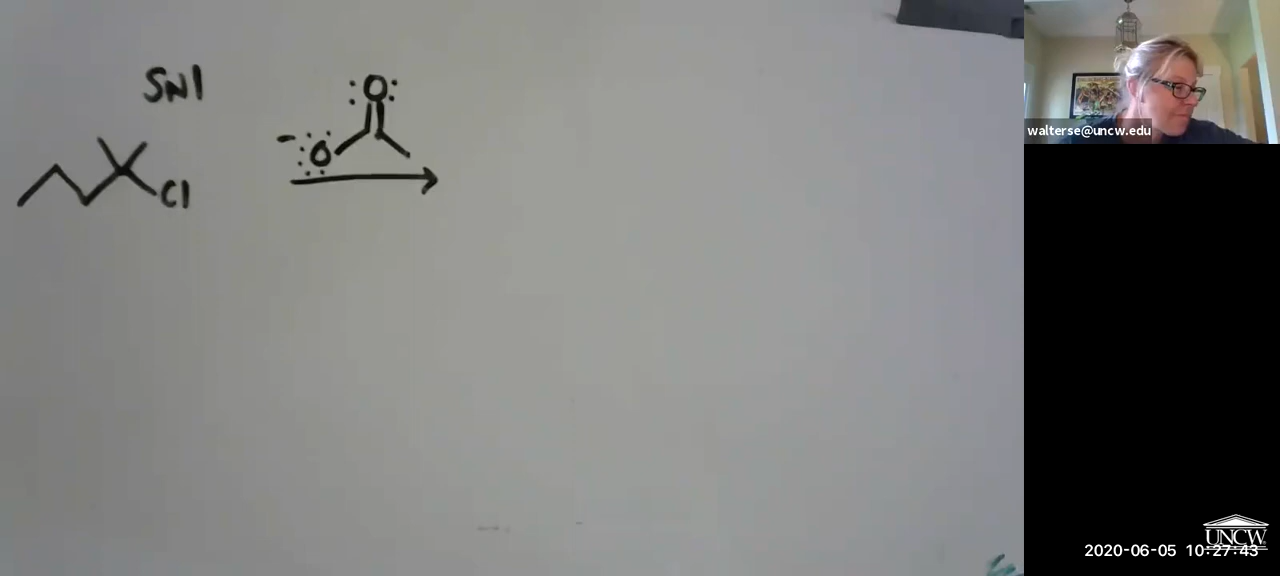 SN1
:O:
- :O:
Cl
walterse@uncw.edu
UNCW
2020-06-05 10:27:43